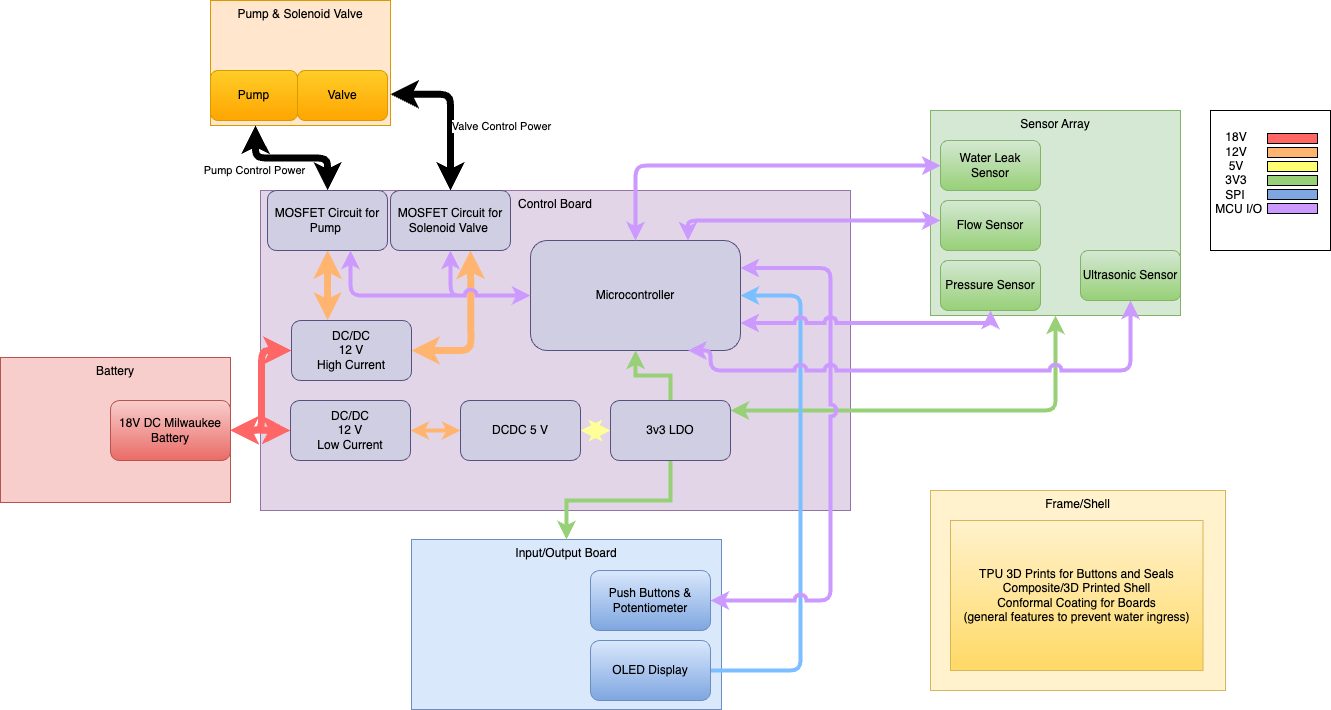 Pump & Solenoid Valve
Pump
Valve
Valve Control Power
Pump Control Power
MOSFET Circuit for
Pump
MOSFET Circuit for
Solenoid Valve
Control Board
Microcontroller
DC/DC
12 V
High Current
DC/DC
12 V
Low Current
DCDC 5 V
3v3 LDO
Battery
18V DC Milwaukee
Battery
Sensor Array
Water Leak
Sensor
Flow Sensor
Pressure Sensor
Ultrasonic Sensor
18V
12V
5V
3V3
SPI
MCU I/O
Input/Output Board
Push Buttons &
Potentiometer
OLED Display
Frame/Shell
TPU 3D Prints for Buttons and Seals
Composite/3D Printed Shell
Conformal Coating for Boards
(general features to prevent water ingress)